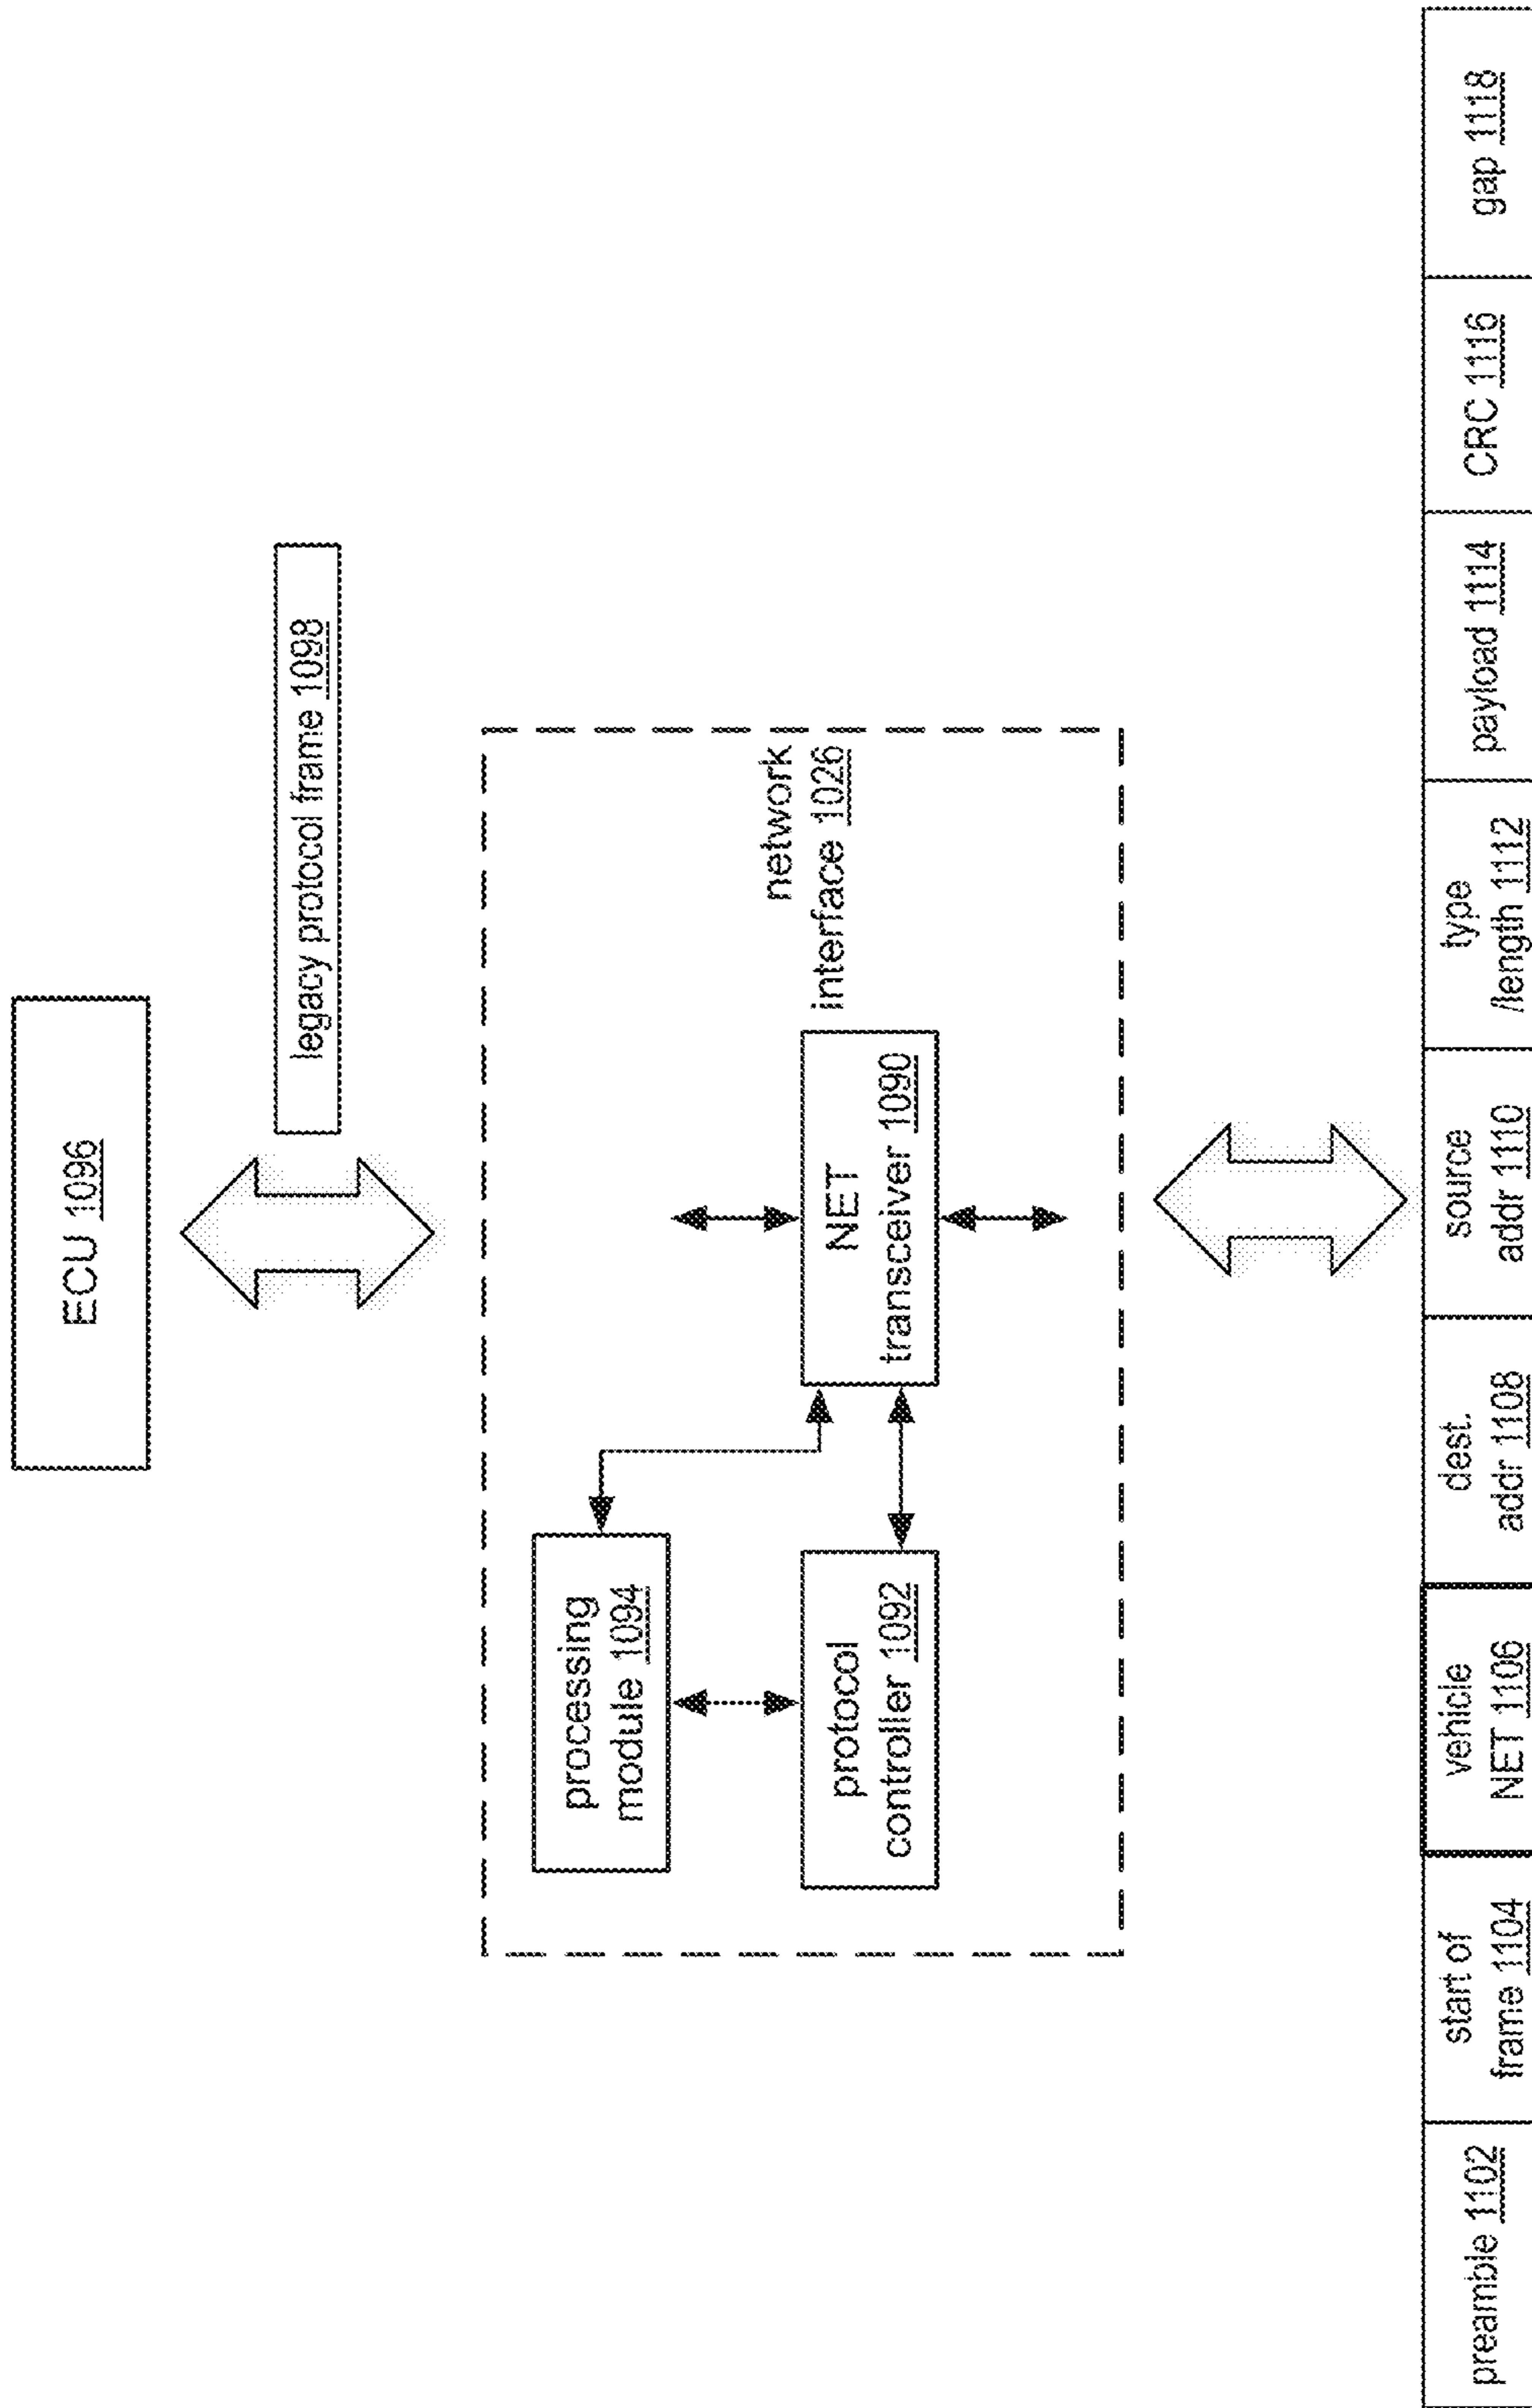 ECU 1096
legacy protocol frame 1098
network
interface 1026
processing
module 1094
NET
transceiver 1090
protocol
controller 1092
preamble 1102
start of
frame 1104
vehicle
NET 1106
dest.
addr 1108
source
addr 1110
type
/length 1112
payload 1114
CRC 1116
gap 1118